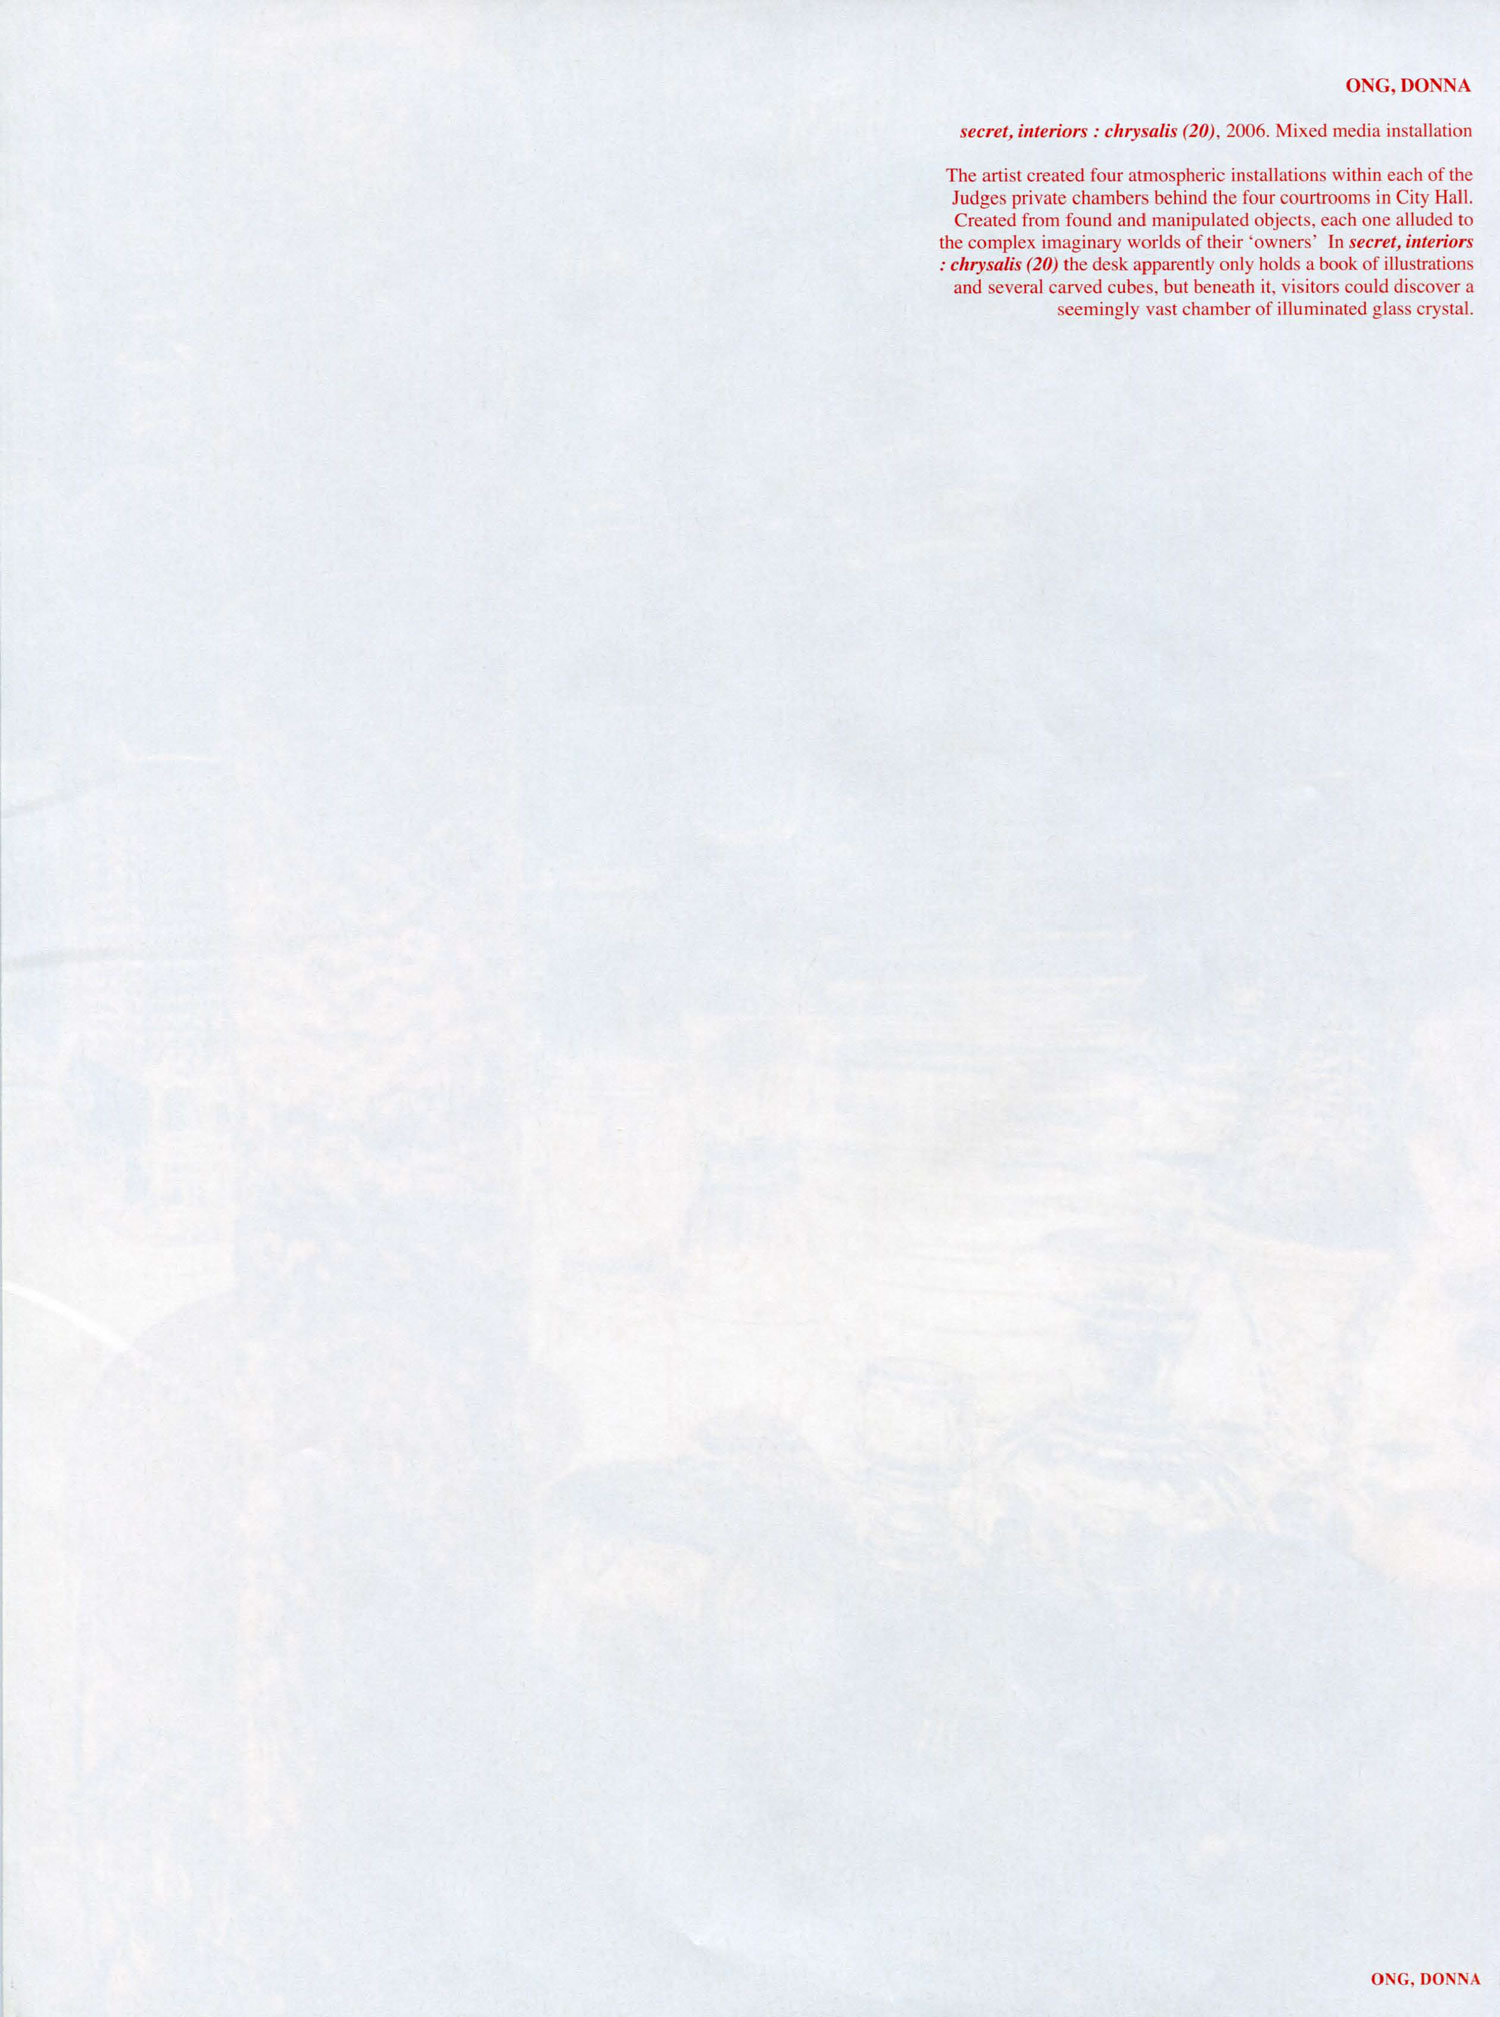 ONG, DONNA
secret, interiors : chrysalis (20), 2006. Mixed media installation
The artist created four atmospheric installations within each of the
Judges private chambers behind the four courtrooms in City Hall.
Created from found and manipulated objects, each one alluded to
the complex imaginary worlds of their ‘owners’ In secret, interiors
: chrysalis (20) the desk apparently only holds a book of illustrations
and several carved cubes, but beneath it, visitors could discover a
seemingly vast chamber of illuminated glass crystal.
ONG, DONNA